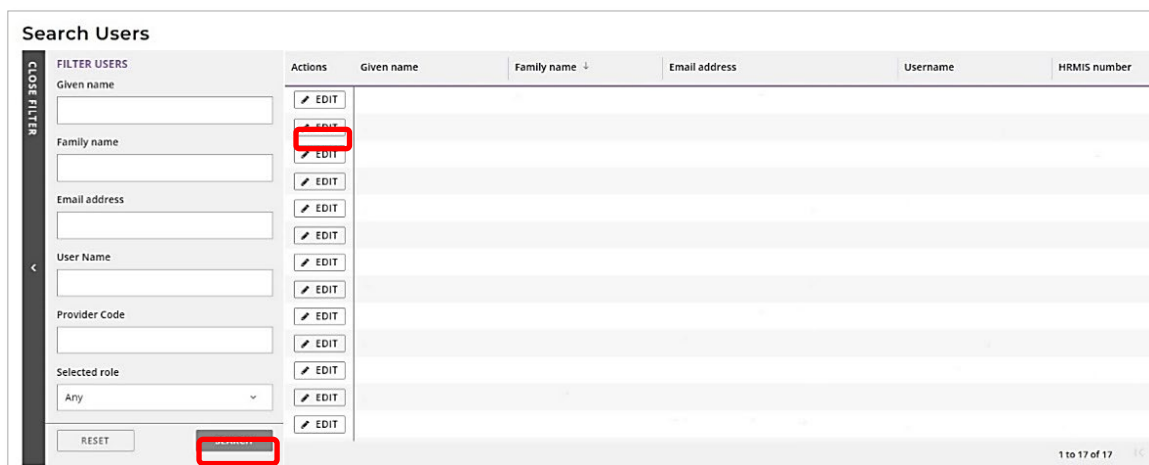 Search Users
CLOSE FILTER
FILTER USERS
Given name
Family name
Email address
User Name
Provider Code
Selected role
Any
RESET
SEARCH
Actions Given name Family name ↓ Email address Username HRMIS number
EDIT
EDIT
EDIT
EDIT
EDIT
EDIT
EDIT
EDIT
EDIT
EDIT
EDIT
EDIT
EDIT
1 to 17 of 17